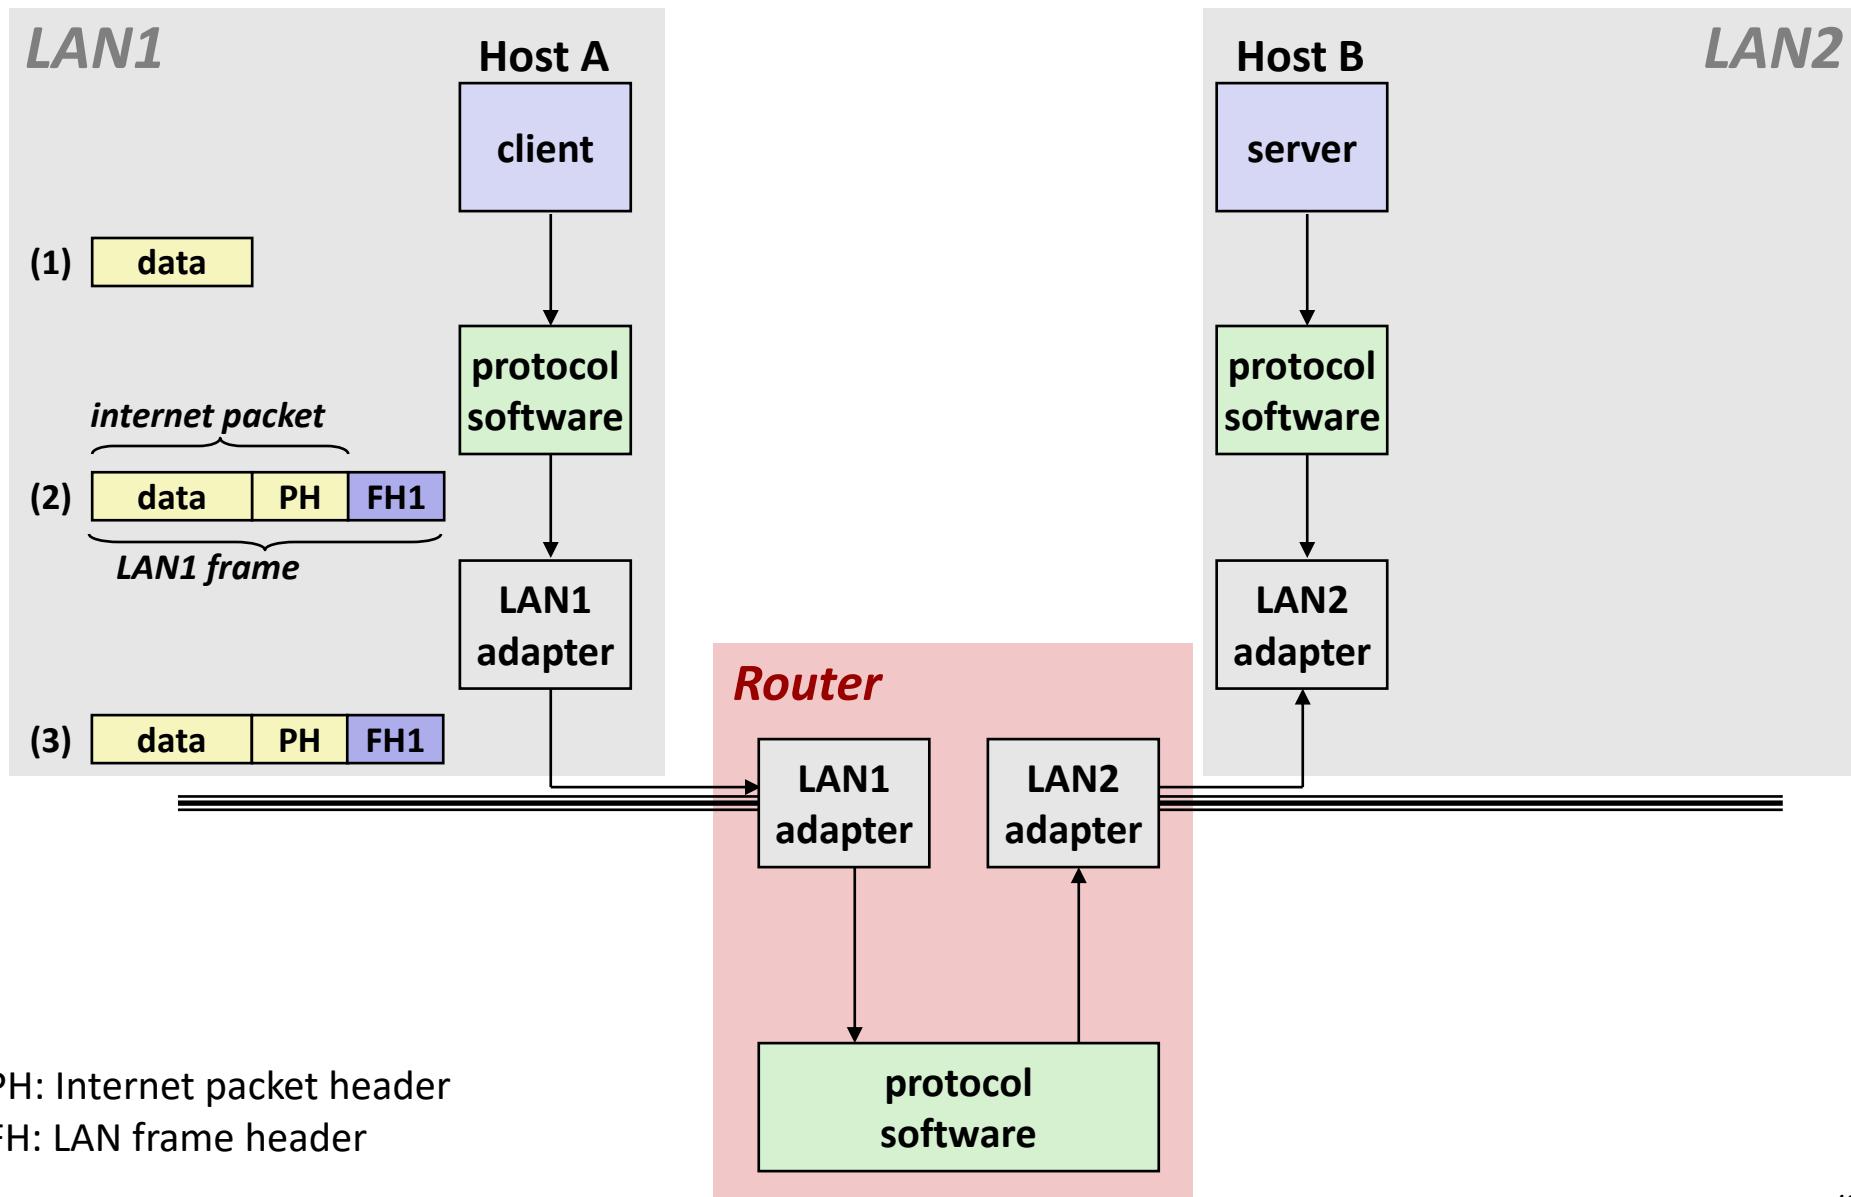 LAN1
Host A
Host B
LAN2
client
server
(1) data
protocol
software
protocol
software
internet packet
(2) data PH FH1
LAN1 frame
LAN1
adapter
LAN2
adapter
Router
(3) data PH FH1
LAN1
adapter
LAN2
adapter
protocol
software
PH: Internet packet header
FH: LAN frame header